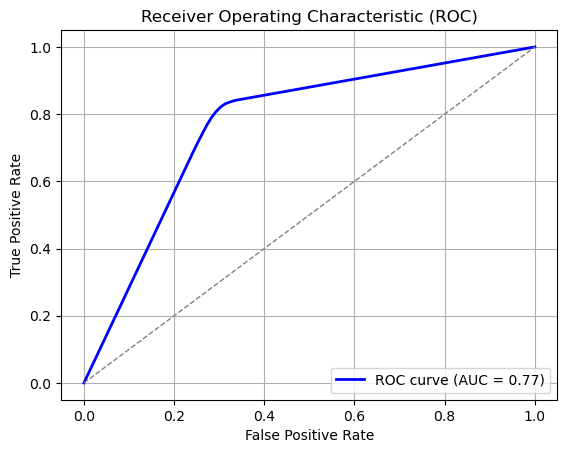 Receiver Operating Characteristic (ROC)
True Positive Rate
1.0
0.8
0.6
0.4
0.2
0.0
ROC curve (AUC = 0.77)
0.0 0.2 0.4 0.6 0.8 1.0
False Positive Rate